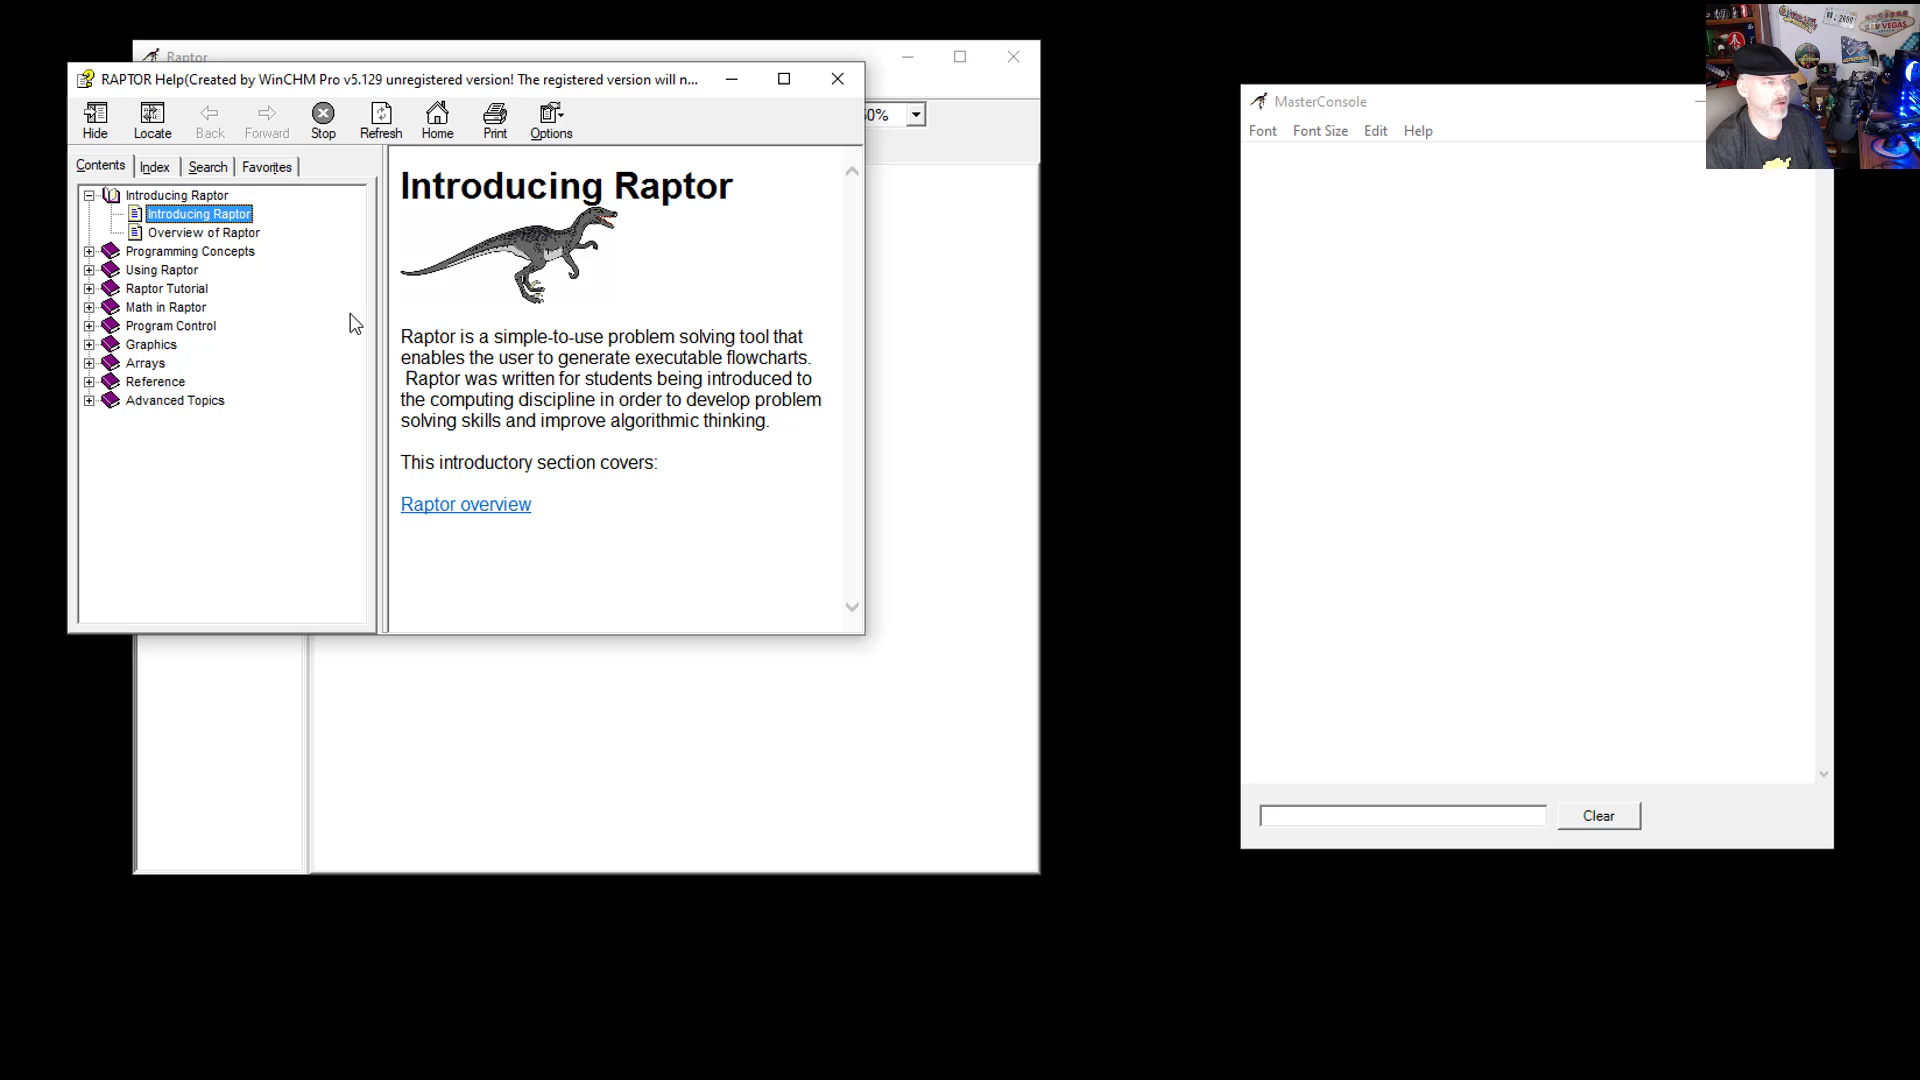 Raptor
RAPTOR Help(Created by WinCHM Pro v5.129 unregistered version! The registered version will n...
Hide
Locate
Back
Forward
Stop
Refresh
Home
Print
Options
0%
Contents
Index
Search
Favorites
Introducing Raptor
Introducing Raptor
Overview of Raptor
Programming Concepts
Using Raptor
Raptor Tutorial
Math in Raptor
Program Control
Graphics
Arrays
Reference
Advanced Topics
Introducing Raptor
Raptor is a simple-to-use problem solving tool that
enables the user to generate executable flowcharts.
Raptor was written for students being introduced to
the computing discipline in order to develop problem
solving skills and improve algorithmic thinking.
This introductory section covers:
Raptor overview
MasterConsole
Font
Font Size
Edit
Help
Clear